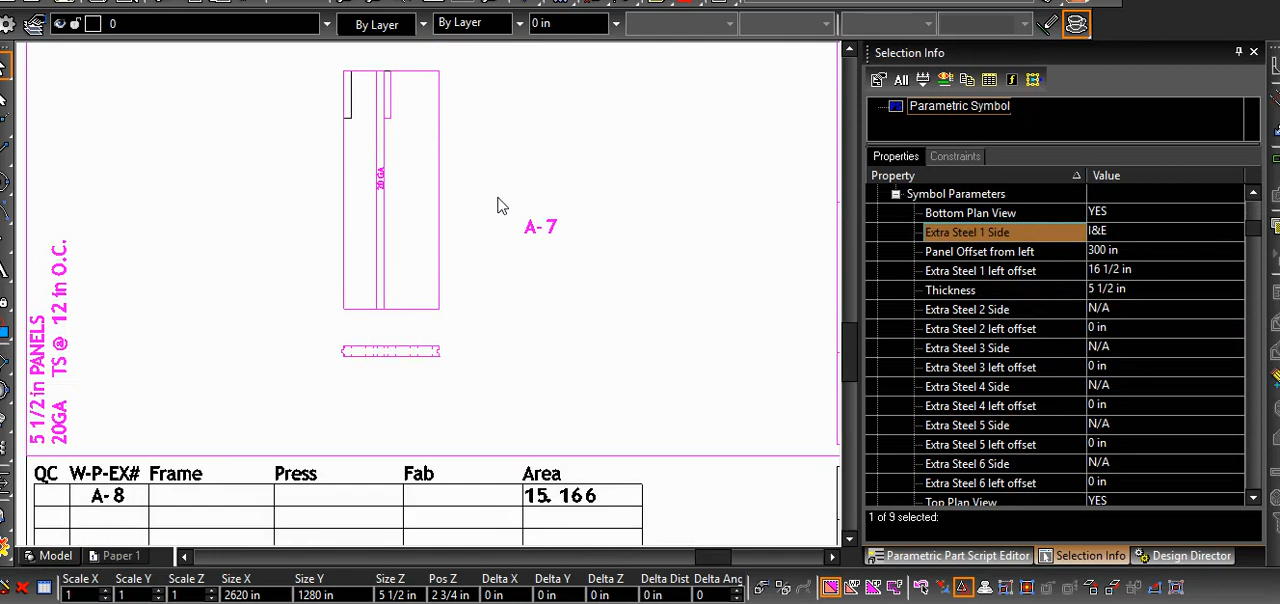 0
By Layer
By Layer
0 in
Selection Info
All
Parametric Symbol
Properties
Constraints
Property
Value
Symbol Parameters
Bottom Plan View
YES
Extra Steel 1 Side
I&E
Panel Offset from left
300 in
Extra Steel 1 left offset
16 1/2 in
Thickness
5 1/2 in
Extra Steel 2 Side
N/A
Extra Steel 2 left offset
0 in
Extra Steel 3 Side
N/A
Extra Steel 3 left offset
0 in
Extra Steel 4 Side
N/A
Extra Steel 4 left offset
0 in
Extra Steel 5 Side
N/A
Extra Steel 5 left offset
0 in
Extra Steel 6 Side
N/A
Extra Steel 6 left offset
0 in
Top Plan View
YES
1 of 9 selected:
Parametric Part Script Editor
Selection Info
Design Director
20 GA
A-7
5 1/2 in PANELS
20GA TS @ 12 in O.C.
QC W-P-EX# Frame Press Fab Area
A-8 15.166
Model
Paper 1
Scale X Scale Y Scale Z Size X Size Y Size Z Pos Z Delta X Delta Y Delta Z Delta Dist Delta Ang
1 1 1 2620 in 1280 in 5 1/2 in 2 3/4 in 0 in 0 in 0 in 0 in 0